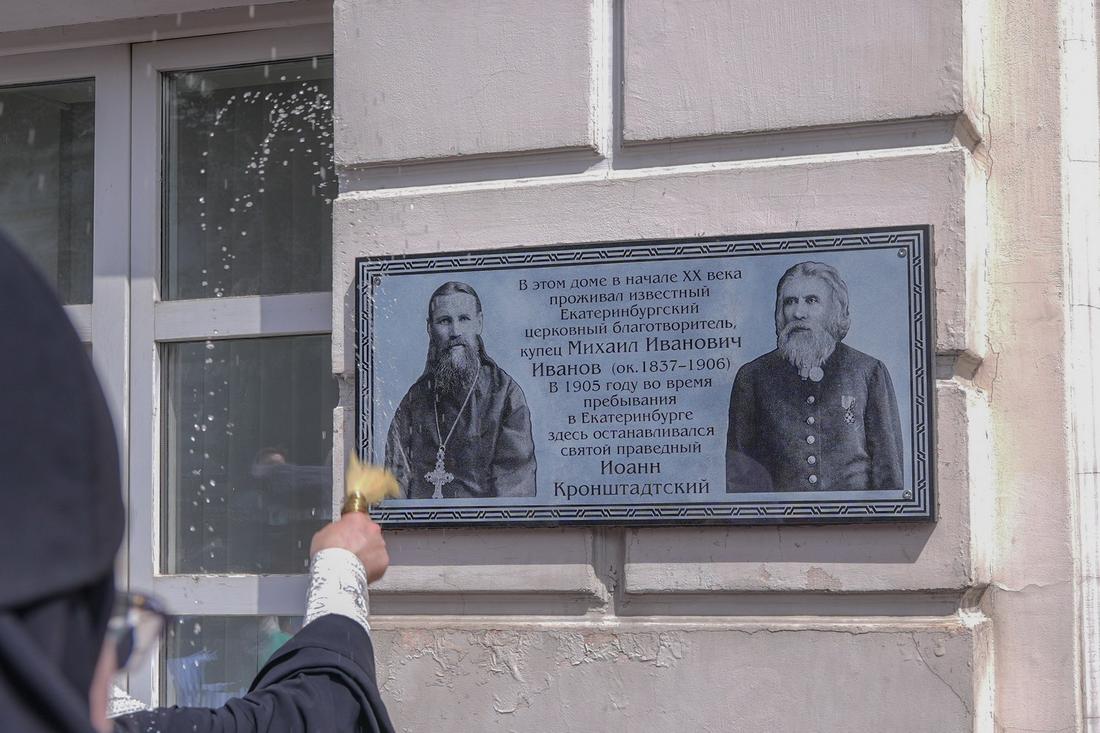 В этом доме в начале XX века
проживал известный
Екатеринбургский
церковный благотворитель,
купец Михаил Иванович
Иванов (ок.1837–1906)
В 1905 году во время
пребывания
в Екатеринбурге
здесь останавливался
святой праведный
Иоанн
Кронштадтский